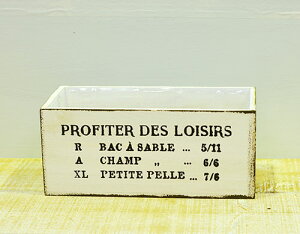 PROFITER DES LOISIRS
R BAC À SABLE ... 5/11
A CHAMP „ ... 6/6
XL PETITE PELLE ... 7/6